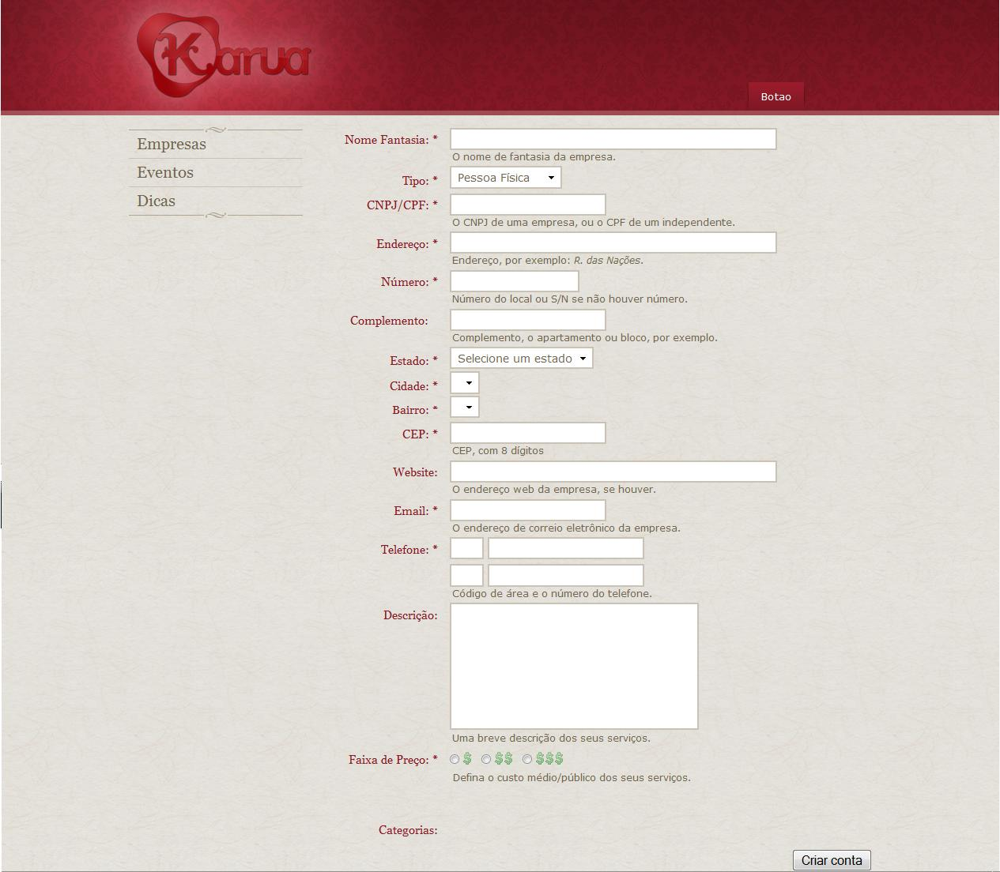 Karua
Botao
Empresas
Eventos
Dicas
Nome Fantasia: *
O nome de fantasia da empresa.
Tipo: * Pessoa Física
CNPJ/CPF: *
O CNPJ de uma empresa, ou o CPF de um independente.
Endereço: *
Endereço, por exemplo: R. das Nações.
Número: *
Número do local ou S/N se não houver número.
Complemento:
Complemento, o apartamento ou bloco, por exemplo.
Estado: * Selecione um estado
Cidade: *
Bairro: *
CEP: *
CEP, com 8 dígitos
Website:
O endereço web da empresa, se houver.
Email: *
O endereço de correio eletrônico da empresa.
Telefone: *
Código de área e o número do telefone.
Descrição:
Uma breve descrição dos seus serviços.
Faixa de Preço: * $ $$ $$$
Defina o custo médio/público dos seus serviços.
Categorias:
Criar conta